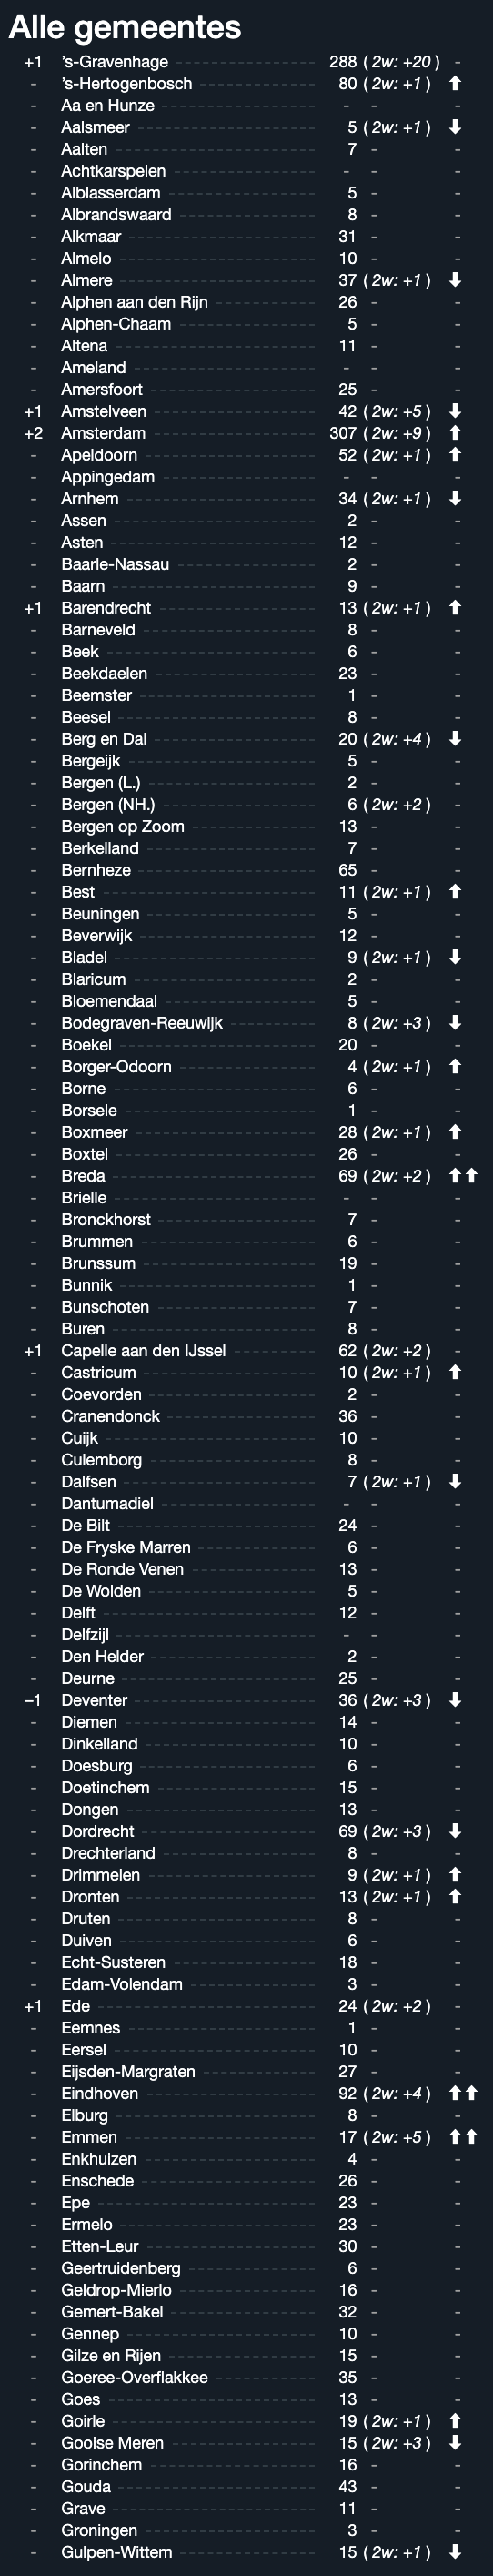 Alle gemeentes
+1 's-Gravenhage 288 ( 2w: +20 ) -
- 's-Hertogenbosch 80 ( 2w: +1 ) ⬆
- Aa en Hunze - - -
- Aalsmeer 5 ( 2w: +1 ) ⬇
- Aalten 7 - -
- Achtkarspelen - - -
- Alblasserdam 5 - -
- Albrandswaard 8 - -
- Alkmaar 31 - -
- Almelo 10 - -
- Almere 37 ( 2w: +1 ) ⬇
- Alphen aan den Rijn 26 - -
- Alphen-Chaam 5 - -
- Altena 11 - -
- Ameland - - -
- Amersfoort 25 - -
+1 Amstelveen 42 ( 2w: +5 ) ⬇
+2 Amsterdam 307 ( 2w: +9 ) ⬆
- Apeldoorn 52 ( 2w: +1 ) ⬆
- Appingedam - - -
- Arnhem 34 ( 2w: +1 ) ⬇
- Assen 2 - -
- Asten 12 - -
- Baarle-Nassau 2 - -
- Baarn 9 - -
+1 Barendrecht 13 ( 2w: +1 ) ⬆
- Barneveld 8 - -
- Beek 6 - -
- Beekdaelen 23 - -
- Beemster 1 - -
- Beesel 8 - -
- Berg en Dal 20 ( 2w: +4 ) ⬇
- Bergeijk 5 - -
- Bergen (L.) 2 - -
- Bergen (NH.) 6 ( 2w: +2 ) -
- Bergen op Zoom 13 - -
- Berkelland 7 - -
- Bernheze 65 - -
- Best 11 ( 2w: +1 ) ⬆
- Beuningen 5 - -
- Beverwijk 12 - -
- Bladel 9 ( 2w: +1 ) ⬇
- Blaricum 2 - -
- Bloemendaal 5 - -
- Bodegraven-Reeuwijk 8 ( 2w: +3 ) ⬇
- Boekel 20 - -
- Borger-Odoorn 4 ( 2w: +1 ) ⬆
- Borne 6 - -
- Borsele 1 - -
- Boxmeer 28 ( 2w: +1 ) ⬆
- Boxtel 26 - -
- Breda 69 ( 2w: +2 ) ⬆⬆
- Brielle - - -
- Bronckhorst 7 - -
- Brummen 6 - -
- Brunssum 19 - -
- Bunnik 1 - -
- Bunschoten 7 - -
- Buren 8 - -
+1 Capelle aan den IJssel 62 ( 2w: +2 ) -
- Castricum 10 ( 2w: +1 ) ⬆
- Coevorden 2 - -
- Cranendonck 36 - -
- Cuijk 10 - -
- Culemborg 8 - -
- Dalfsen 7 ( 2w: +1 ) ⬇
- Dantumadiel - - -
- De Bilt 24 - -
- De Fryske Marren 6 - -
- De Ronde Venen 13 - -
- De Wolden 5 - -
- Delft 12 - -
- Delfzijl - - -
- Den Helder 2 - -
- Deurne 25 - -
–1 Deventer 36 ( 2w: +3 ) ⬇
- Diemen 14 - -
- Dinkelland 10 - -
- Doesburg 6 - -
- Doetinchem 15 - -
- Dongen 13 - -
- Dordrecht 69 ( 2w: +3 ) ⬇
- Drechterland 8 - -
- Drimmelen 9 ( 2w: +1 ) ⬆
- Dronten 13 ( 2w: +1 ) ⬆
- Druten 8 - -
- Duiven 6 - -
- Echt-Susteren 18 - -
- Edam-Volendam 3 - -
+1 Ede 24 ( 2w: +2 ) -
- Eemnes 1 - -
- Eersel 10 - -
- Eijsden-Margraten 27 - -
- Eindhoven 92 ( 2w: +4 ) ⬆⬆
- Elburg 8 - -
- Emmen 17 ( 2w: +5 ) ⬆⬆
- Enkhuizen 4 - -
- Enschede 26 - -
- Epe 23 - -
- Ermelo 23 - -
- Etten-Leur 30 - -
- Geertruidenberg 6 - -
- Geldrop-Mierlo 16 - -
- Gemert-Bakel 32 - -
- Gennep 10 - -
- Gilze en Rijen 15 - -
- Goeree-Overflakkee 35 - -
- Goes 13 - -
- Goirle 19 ( 2w: +1 ) ⬆
- Gooise Meren 15 ( 2w: +3 ) ⬇
- Gorinchem 16 - -
- Gouda 43 - -
- Grave 11 - -
- Groningen 3 - -
- Gulpen-Wittem 15 ( 2w: +1 ) ⬇